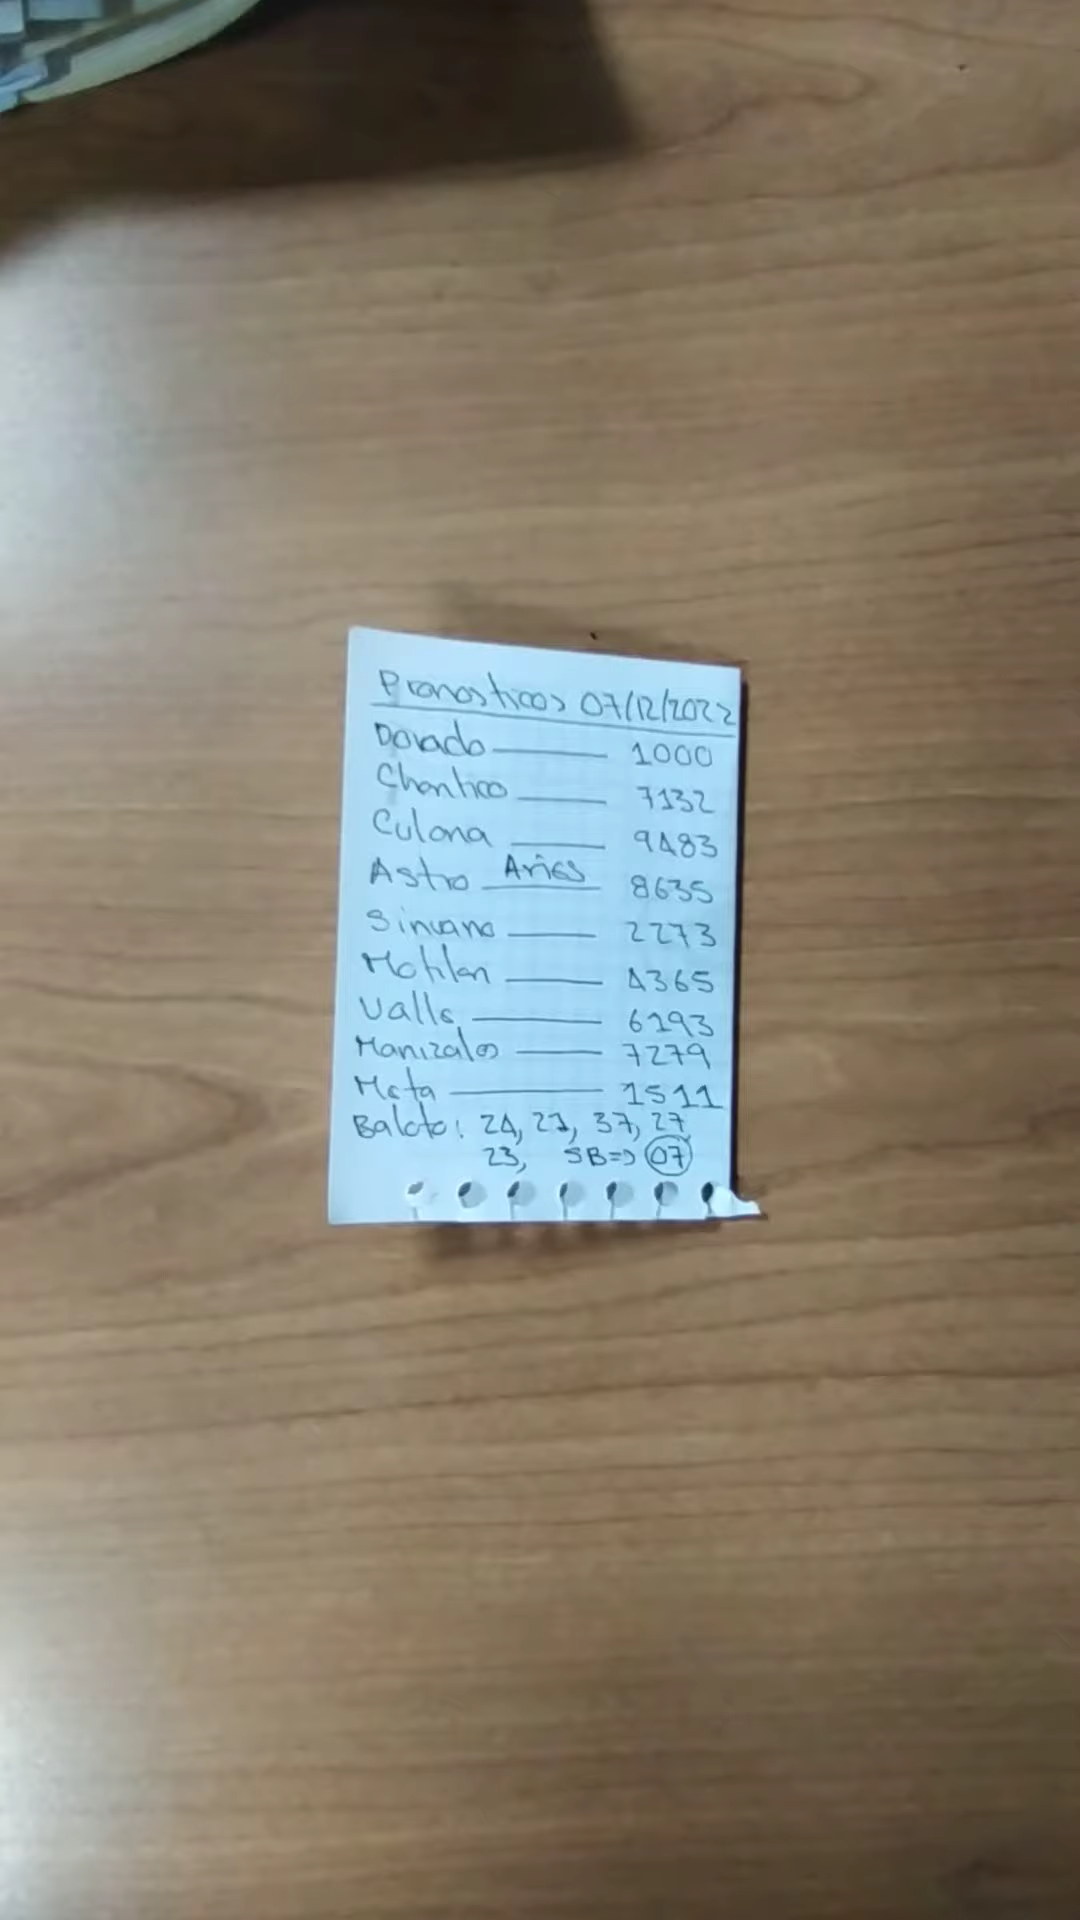 Pronosticos 07/12/2022
Dorado 1000
Chontico 7132
Culona 9483
Astro Aries 8635
Sinuano 2273
Motilon 4365
Valle 6193
Manizales 7279
Meta 1511
Baloto: 24, 21, 37, 27
23, SB=> 07